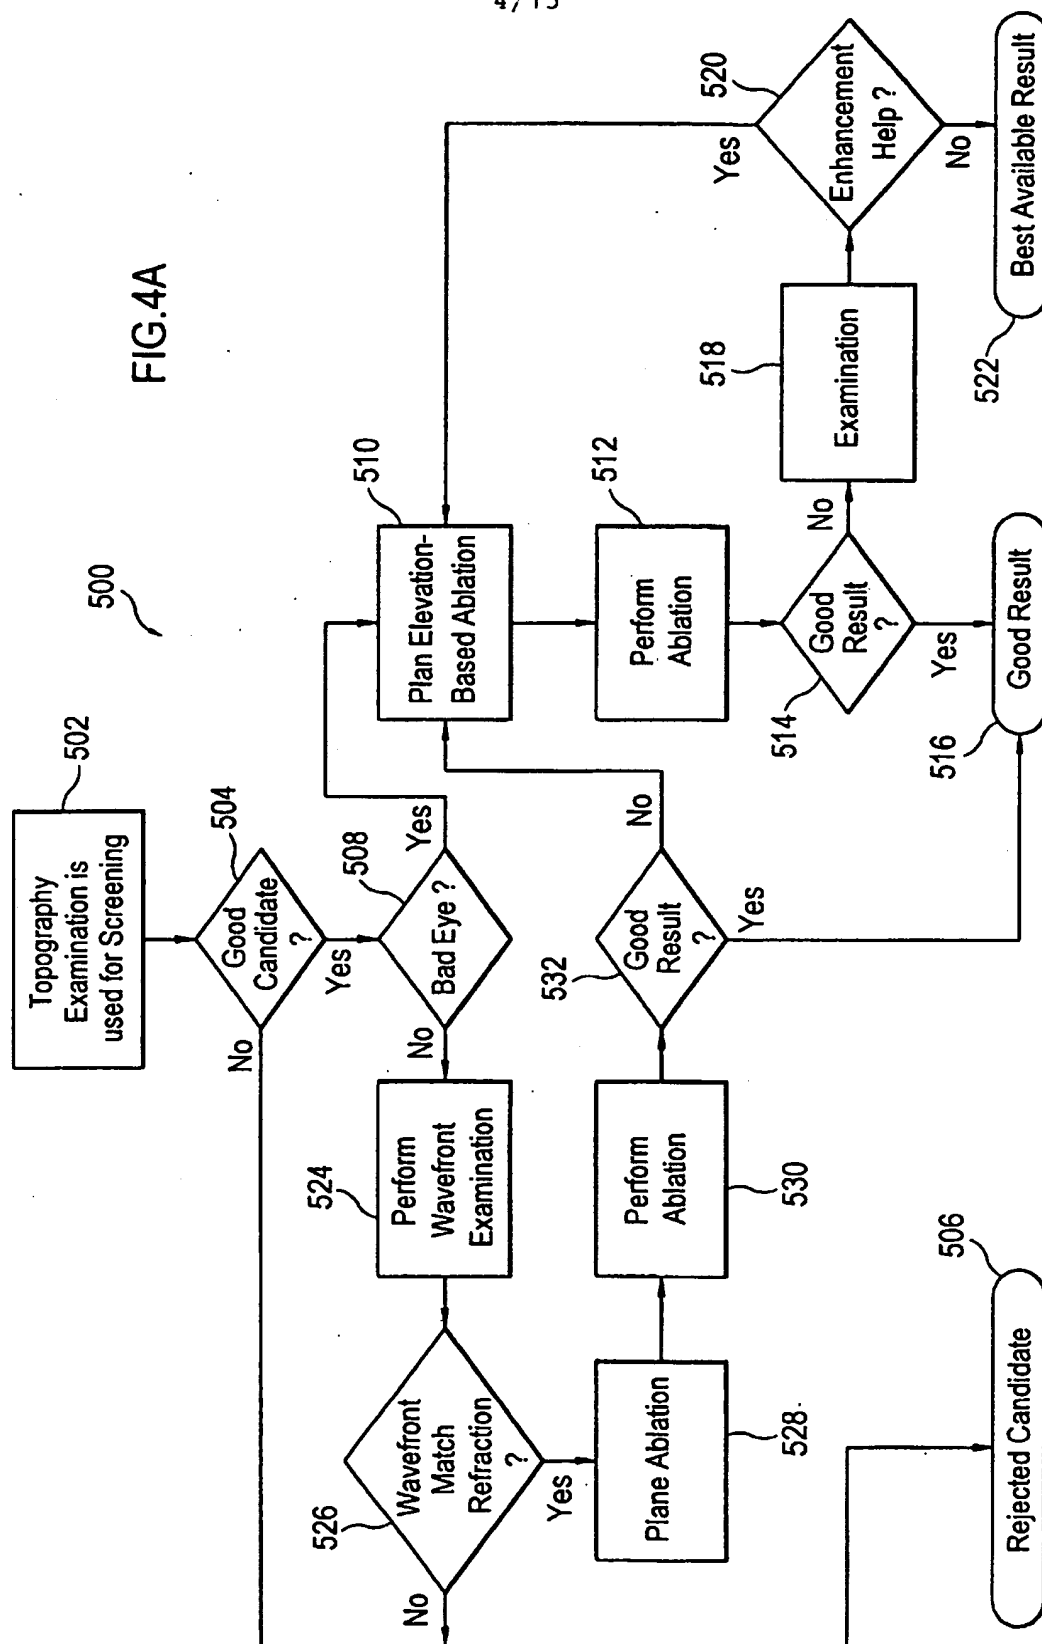 4/15
FIG.4A
500
502
Topography
Examination is
used for Screening
504
Good
Candidate
?
No
Yes
508
Bad Eye ?
Yes
No
510
Plan Elevation-
Based Ablation
512
Perform
Ablation
514
Good
Result
?
No
Yes
516
Good Result
518
Examination
520
Enhancement
Help ?
Yes
No
522
Best Available Result
524
Perform
Wavefront
Examination
526
Wavefront
Match
Refraction
?
No
Yes
528
Plane Ablation
530
Perform
Ablation
532
Good
Result
?
No
Yes
506
Rejected Candidate